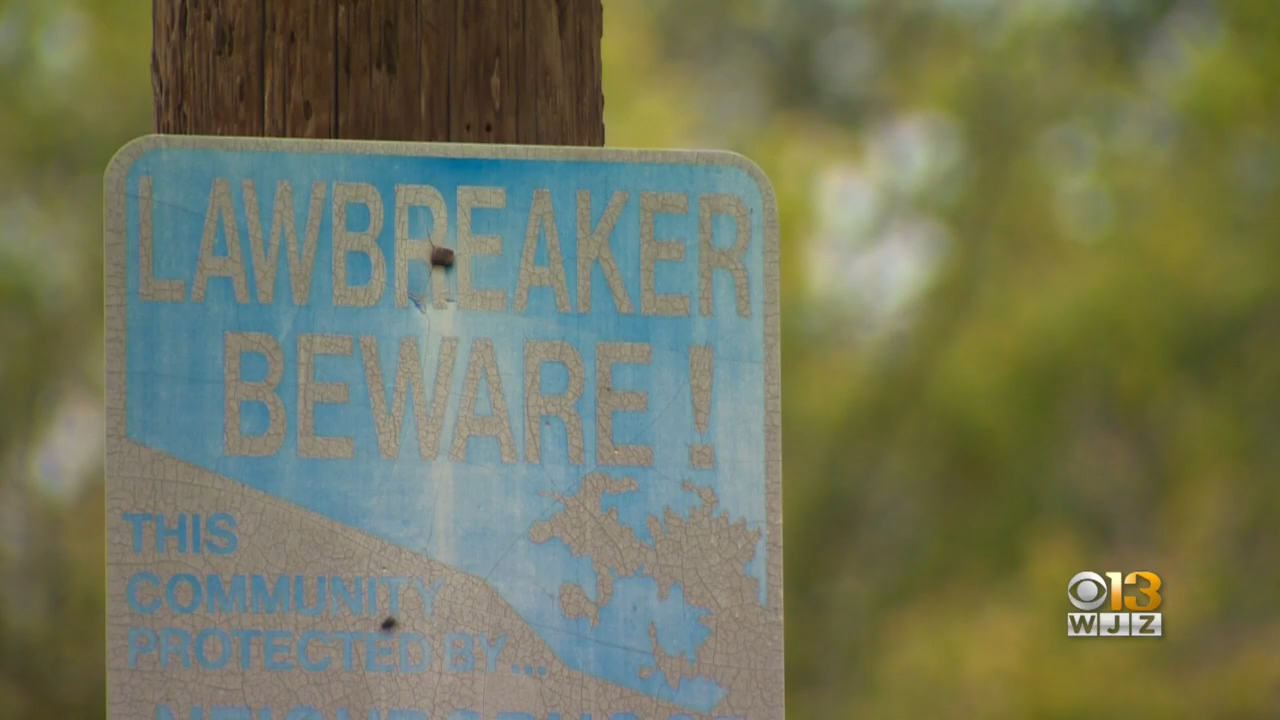 LAWBREAKER
BEWARE!
THIS
COMMUNITY
PROTECTED BY...
13
WJZ